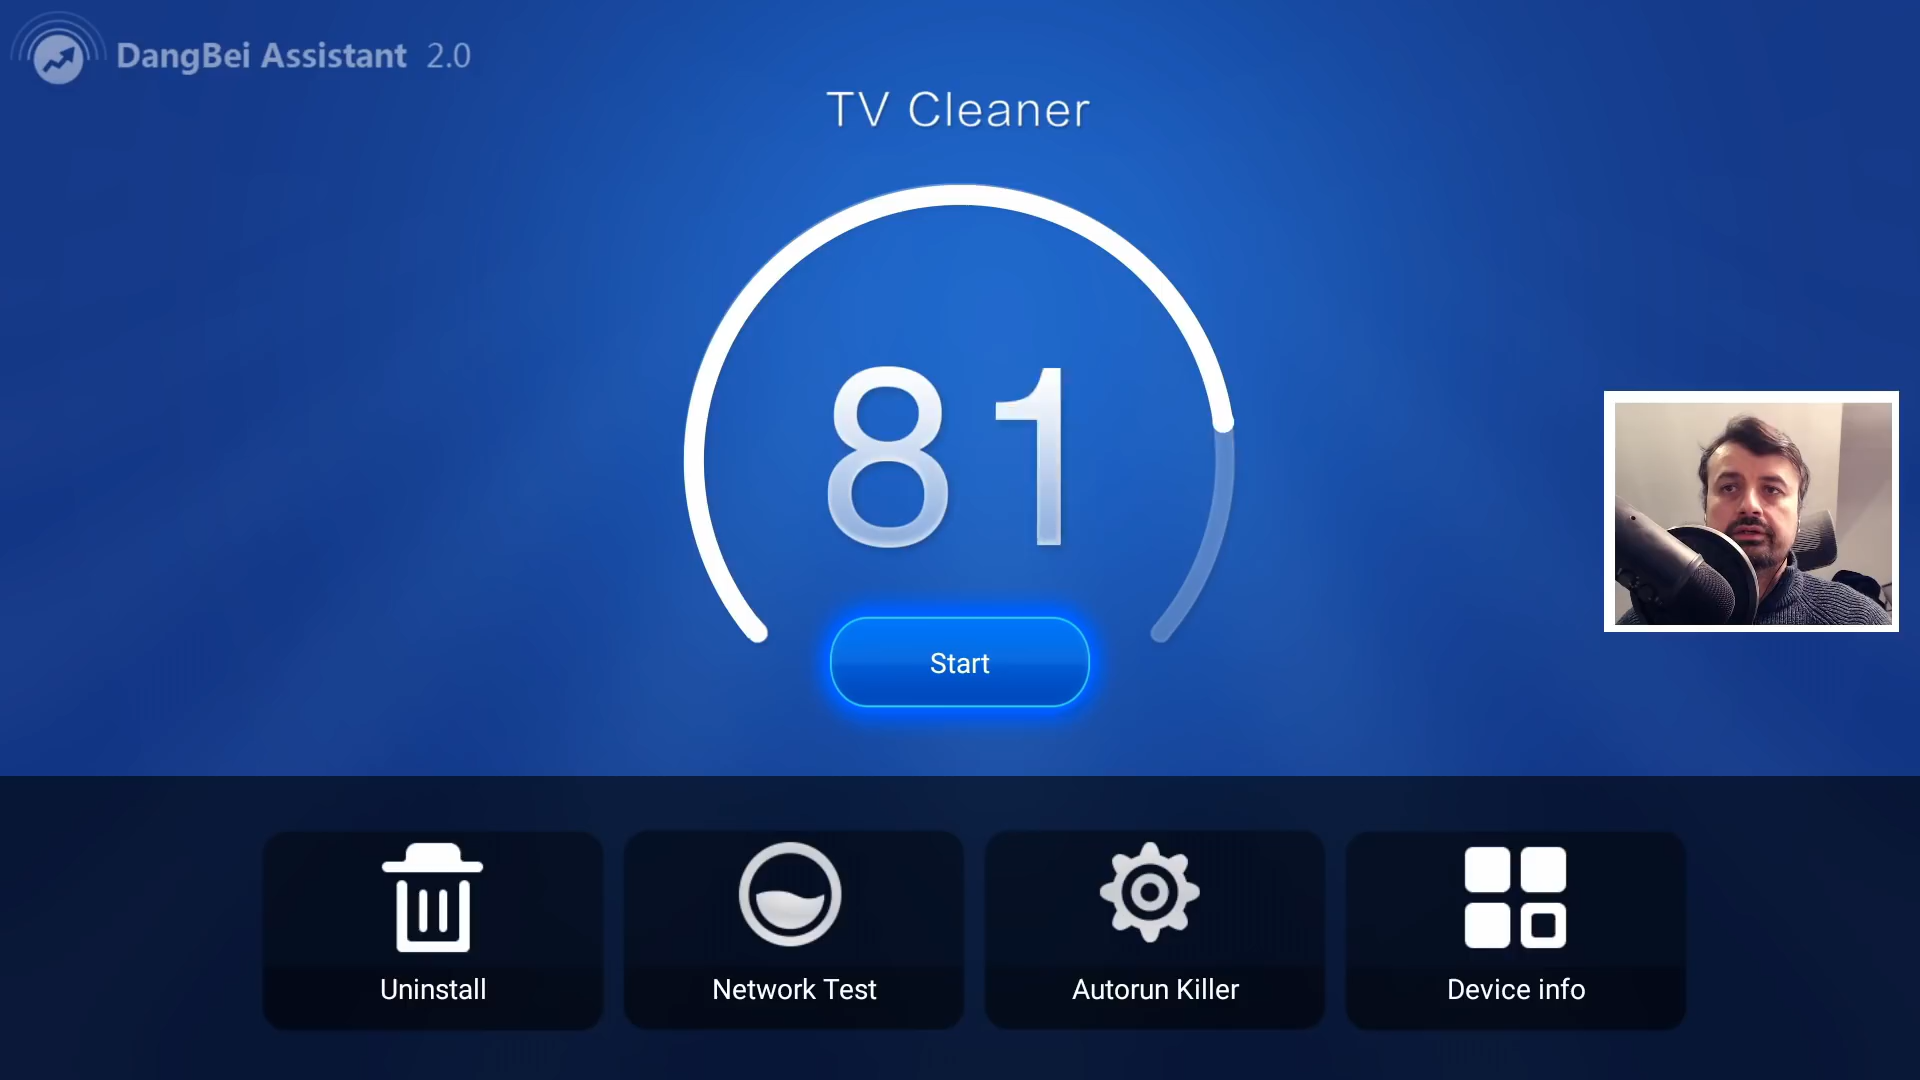 DangBei Assistant 2.0
TV Cleaner
81
Start
Uninstall
Network Test
Autorun Killer
Device info